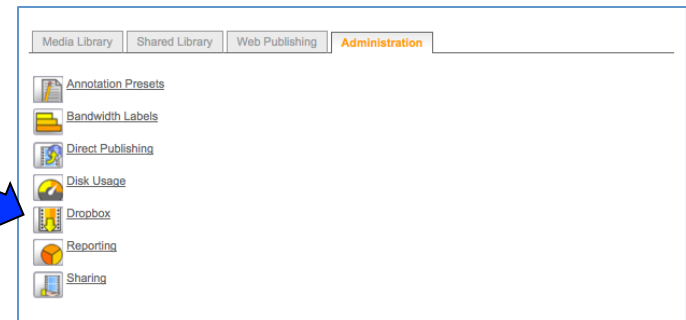 Media Library Shared Library Web Publishing Administration
Annotation Presets
Bandwidth Labels
Direct Publishing
Disk Usage
Dropbox
Reporting
Sharing